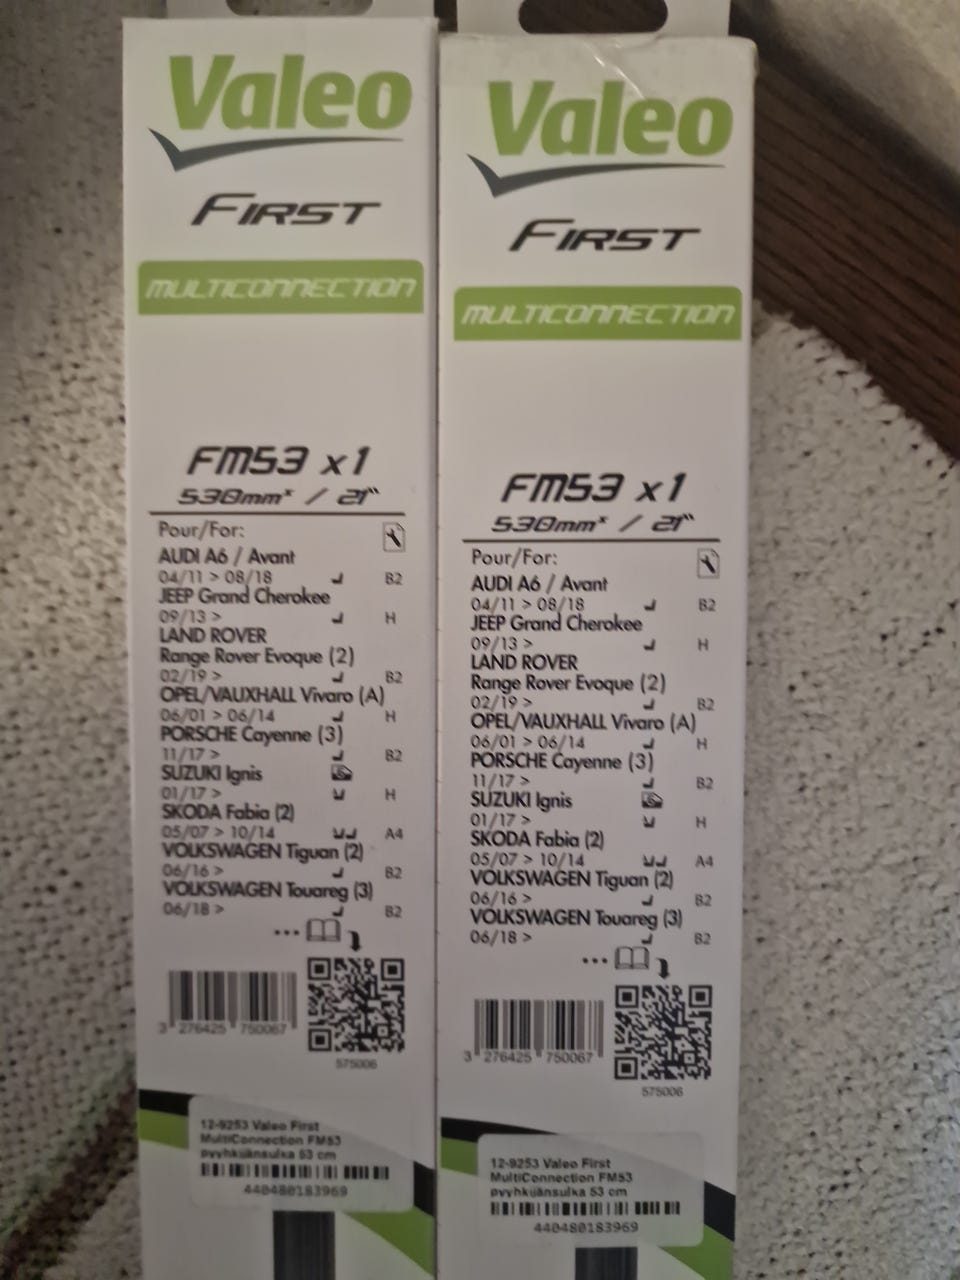 Valeo
FIRST
MULTICONNECTION
FM53 x1
530mmˣ / 21"
Pour/For:
AUDI A6 / Avant
04/11 > 08/18 B2
JEEP Grand Cherokee
09/13 > H
LAND ROVER
Range Rover Evoque (2)
02/19 > B2
OPEL/VAUXHALL Vivaro (A)
06/01 > 06/14 H
PORSCHE Cayenne (3)
11/17 > B2
SUZUKI Ignis
01/17 > H
SKODA Fabia (2)
05/07 > 10/14 A4
VOLKSWAGEN Tiguan (2)
06/16 > B2
VOLKSWAGEN Touareg (3)
06/18 > B2
...
3 276425 750067
575006
12-9253 Valeo First
MultiConnection FM53
pyyhkijänsulka 53 cm
440480183969
Valeo
FIRST
MULTICONNECTION
FM53 x1
530mmˣ / 21"
Pour/For:
AUDI A6 / Avant
04/11 > 08/18 B2
JEEP Grand Cherokee
09/13 > H
LAND ROVER
Range Rover Evoque (2)
02/19 > B2
OPEL/VAUXHALL Vivaro (A)
06/01 > 06/14 H
PORSCHE Cayenne (3)
11/17 > B2
SUZUKI Ignis
01/17 > H
SKODA Fabia (2)
05/07 > 10/14 A4
VOLKSWAGEN Tiguan (2)
06/16 > B2
VOLKSWAGEN Touareg (3)
06/18 > B2
...
3 276425 750067
575006
12-9253 Valeo First
MultiConnection FM53
pyyhkijänsulka 53 cm
440480183969